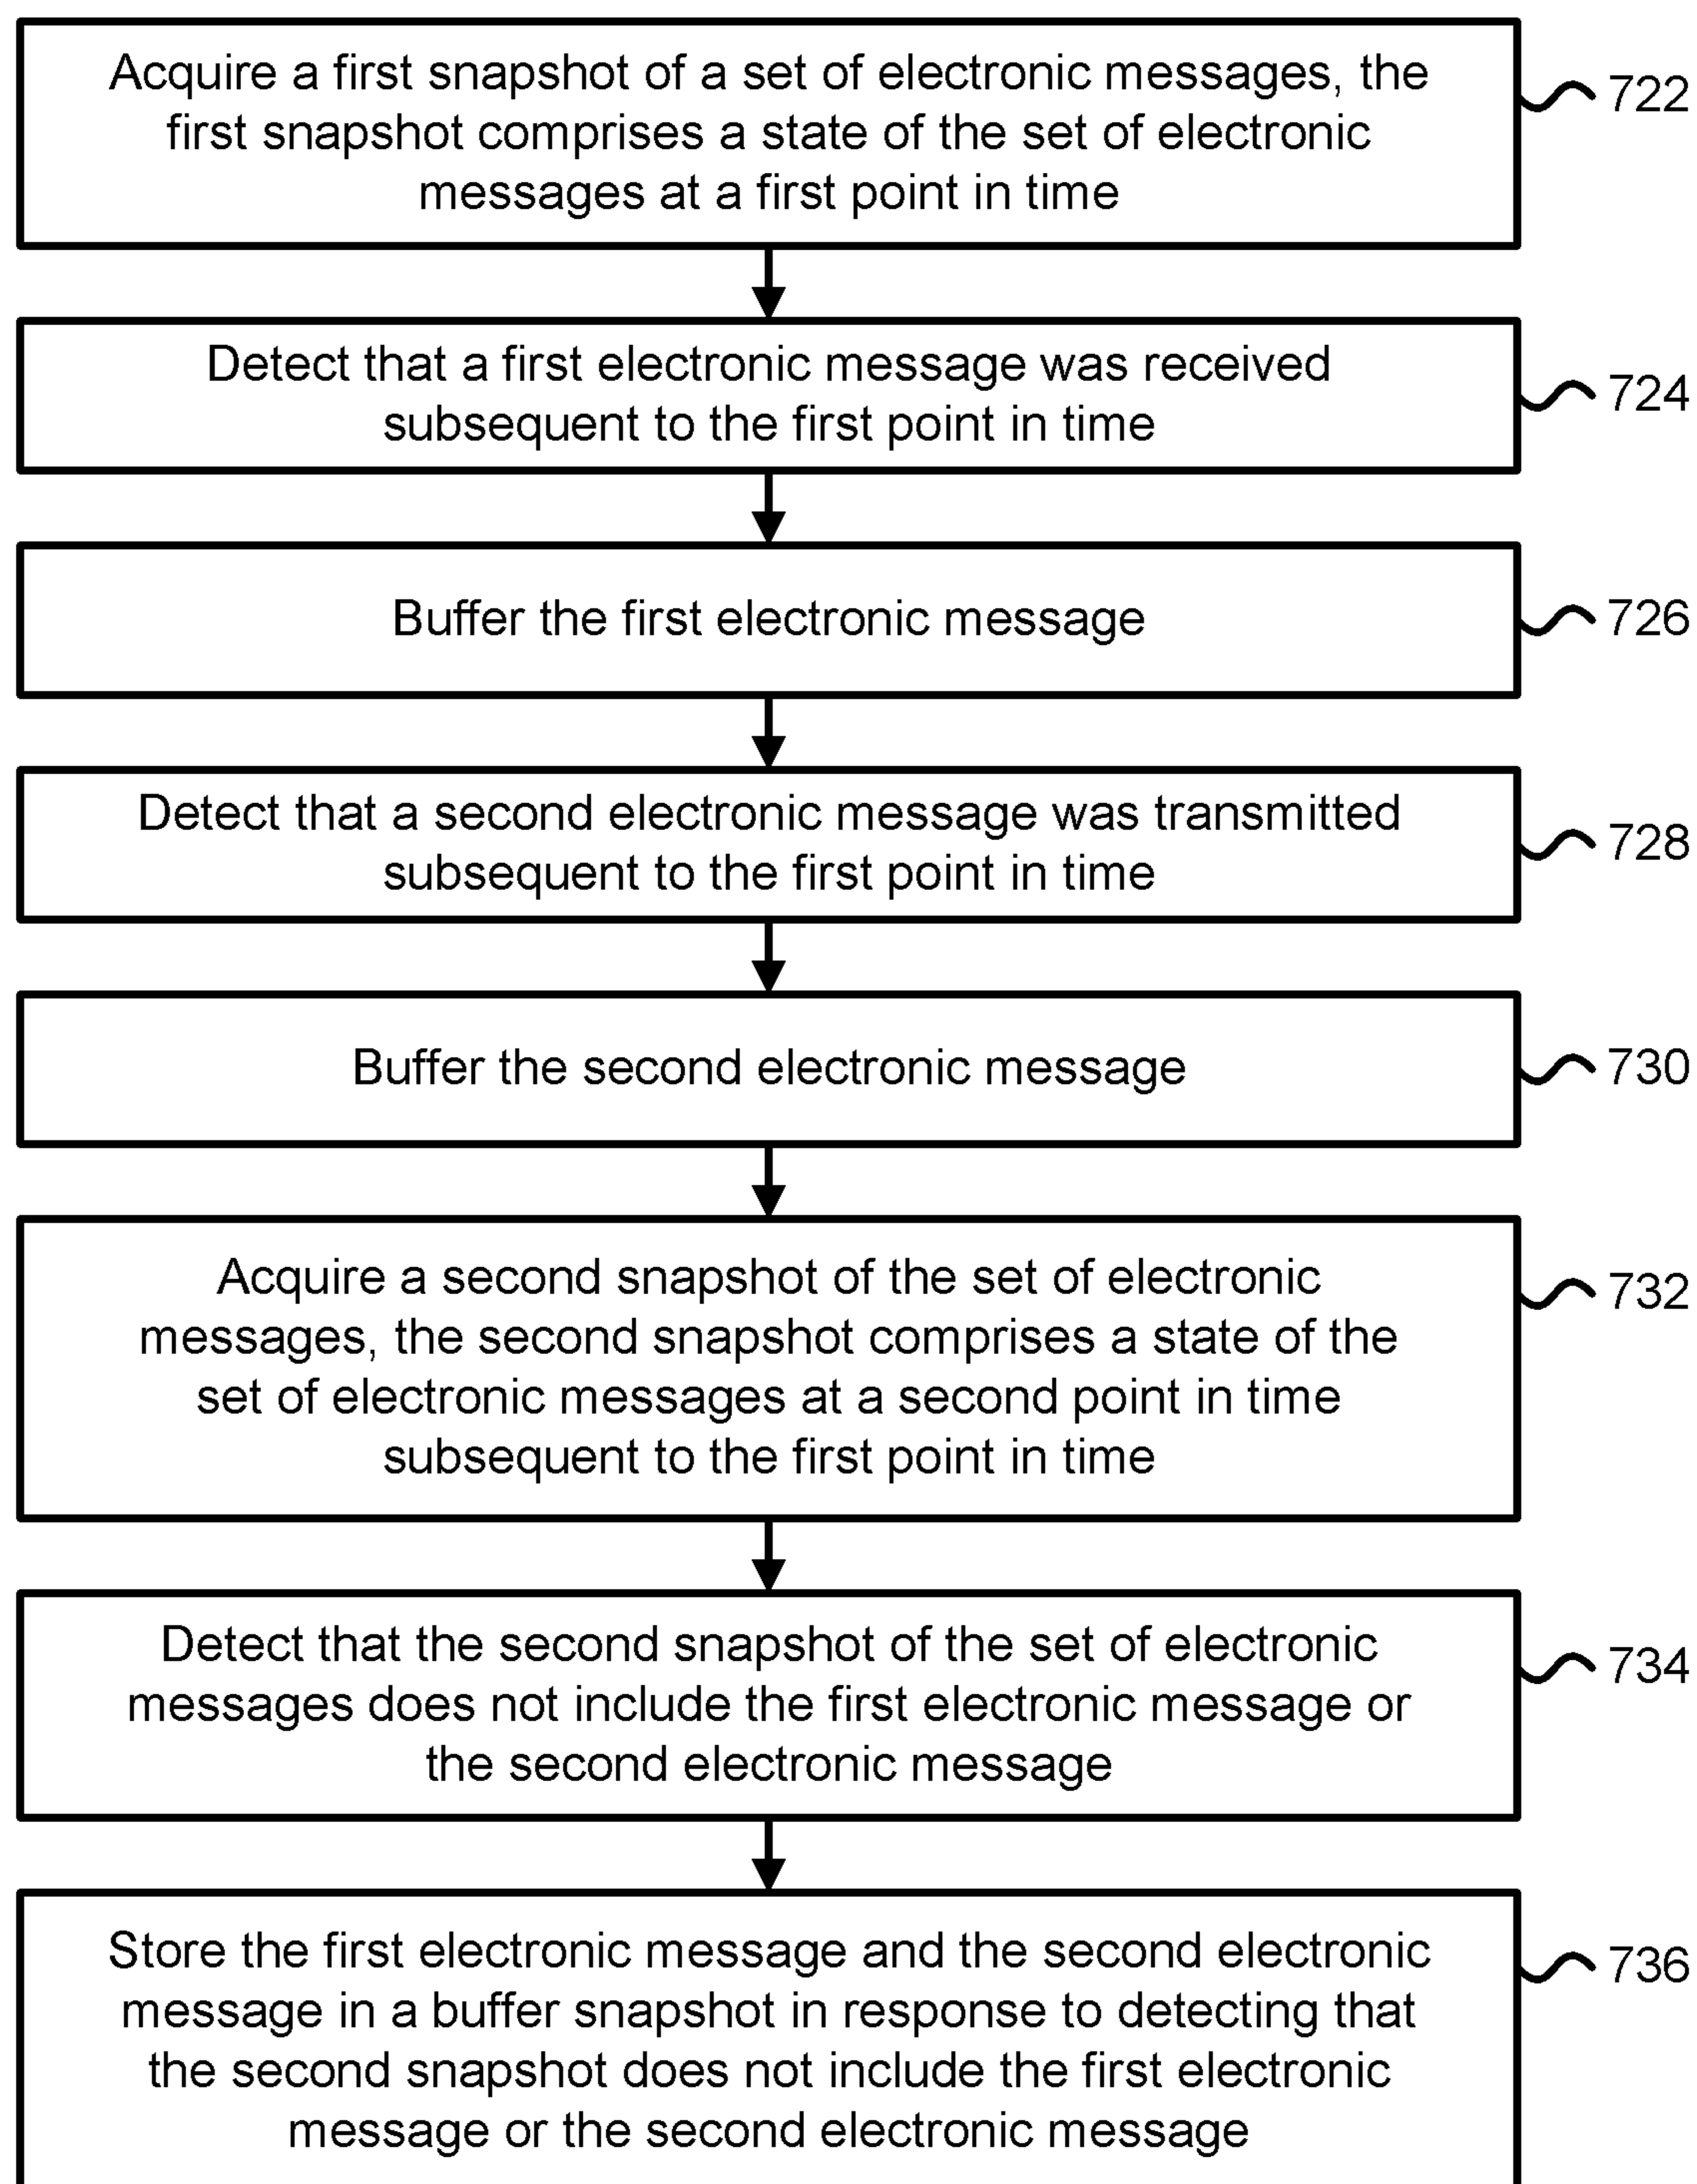 Acquire a first snapshot of a set of electronic messages, the
first snapshot comprises a state of the set of electronic
messages at a first point in time
722
Detect that a first electronic message was received
subsequent to the first point in time
724
Buffer the first electronic message
726
Detect that a second electronic message was transmitted
subsequent to the first point in time
728
Buffer the second electronic message
730
Acquire a second snapshot of the set of electronic
messages, the second snapshot comprises a state of the
set of electronic messages at a second point in time
subsequent to the first point in time
732
Detect that the second snapshot of the set of electronic
messages does not include the first electronic message or
the second electronic message
734
Store the first electronic message and the second electronic
message in a buffer snapshot in response to detecting that
the second snapshot does not include the first electronic
message or the second electronic message
736